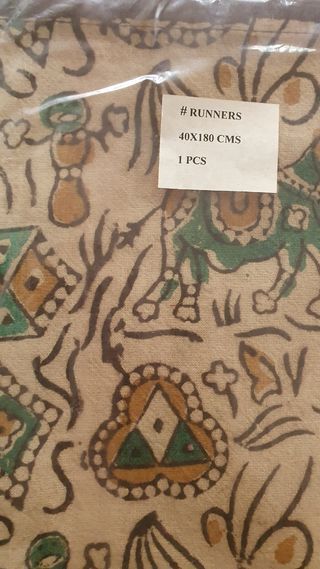 # RUNNERS
40X180 CMS
1 PCS